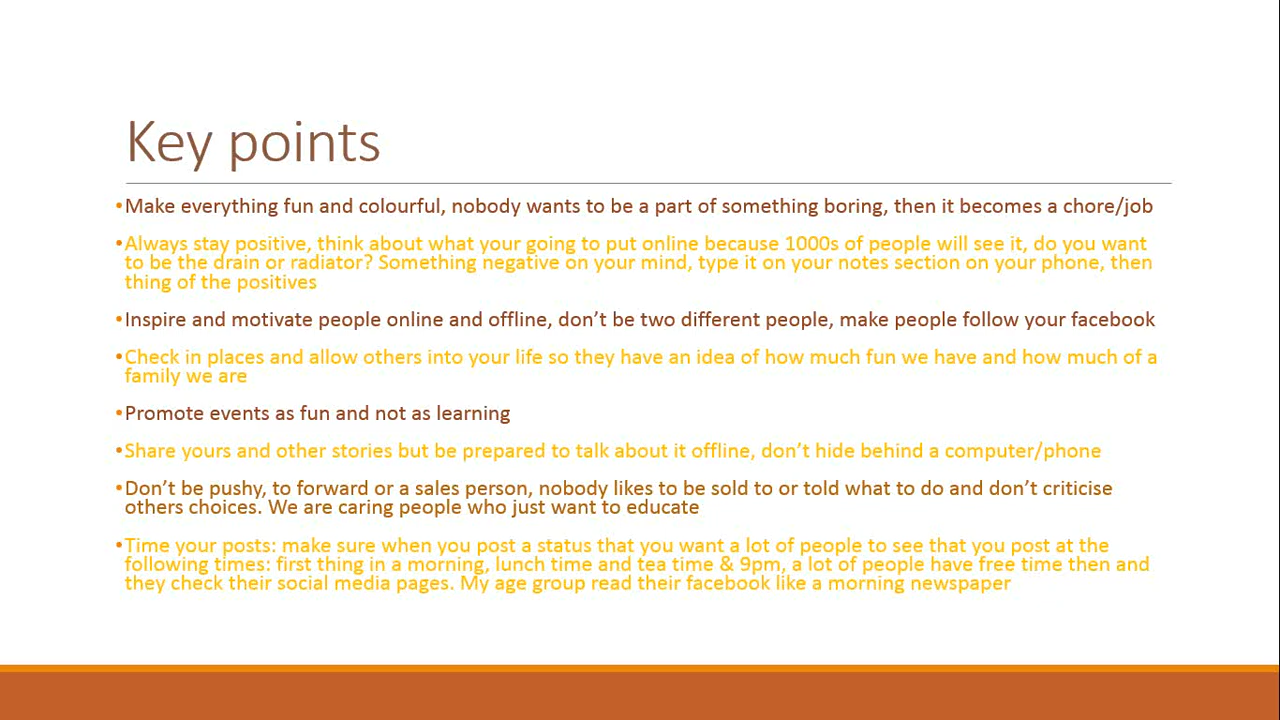 Key points
•Make everything fun and colourful, nobody wants to be a part of something boring, then it becomes a chore/job
•Always stay positive, think about what your going to put online because 1000s of people will see it, do you want
to be the drain or radiator? Something negative on your mind, type it on your notes section on your phone, then
thing of the positives
•Inspire and motivate people online and offline, don't be two different people, make people follow your facebook
•Check in places and allow others into your life so they have an idea of how much fun we have and how much of a
family we are
•Promote events as fun and not as learning
•Share yours and other stories but be prepared to talk about it offline, don't hide behind a computer/phone
•Don't be pushy, to forward or a sales person, nobody likes to be sold to or told what to do and don't criticise
others choices. We are caring people who just want to educate
•Time your posts: make sure when you post a status that you want a lot of people to see that you post at the
following times: first thing in a morning, lunch time and tea time & 9pm, a lot of people have free time then and
they check their social media pages. My age group read their facebook like a morning newspaper